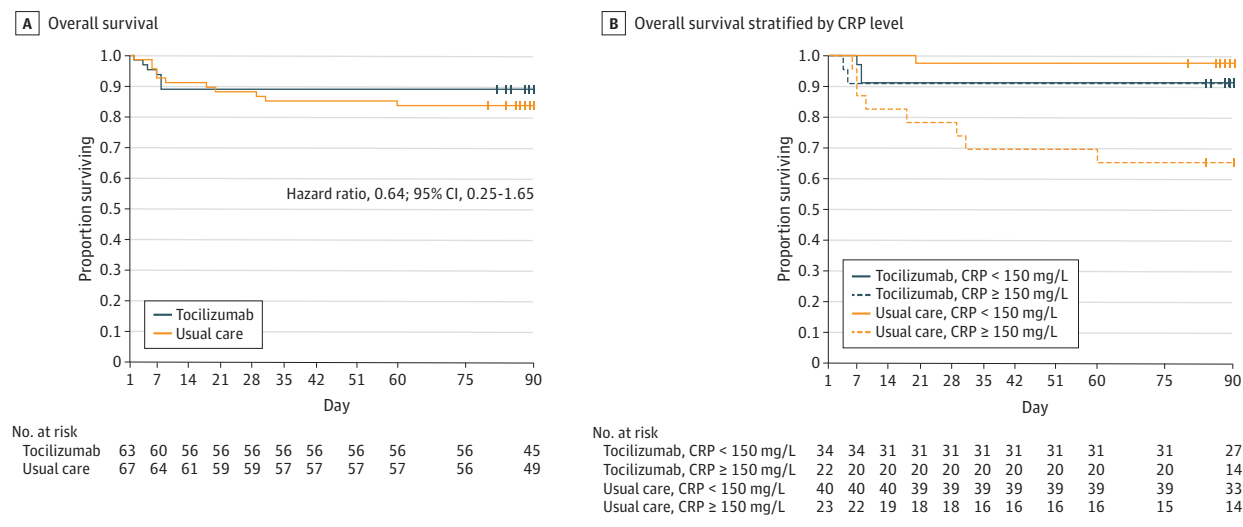 A Overall survival
1.0
0.9
0.8
0.7
0.6
0.5
0.4
0.3
0.2
0.1
0
Proportion surviving
Hazard ratio, 0.64; 95% CI, 0.25-1.65
Tocilizumab
Usual care
1 7 14 21 28 35 42 51 60 75 90
Day
No. at risk
Tocilizumab 63 60 56 56 56 56 56 56 56 56 45
Usual care 67 64 61 59 59 57 57 57 57 56 49
B Overall survival stratified by CRP level
1.0
0.9
0.8
0.7
0.6
0.5
0.4
0.3
0.2
0.1
0
Proportion surviving
Tocilizumab, CRP < 150 mg/L
Tocilizumab, CRP ≥ 150 mg/L
Usual care, CRP < 150 mg/L
Usual care, CRP ≥ 150 mg/L
1 7 14 21 28 35 42 51 60 75 90
Day
No. at risk
Tocilizumab, CRP < 150 mg/L 34 34 31 31 31 31 31 31 31 31 27
Tocilizumab, CRP ≥ 150 mg/L 22 20 20 20 20 20 20 20 20 20 14
Usual care, CRP < 150 mg/L 40 40 40 39 39 39 39 39 39 39 33
Usual care, CRP ≥ 150 mg/L 23 22 19 18 18 16 16 16 16 15 14